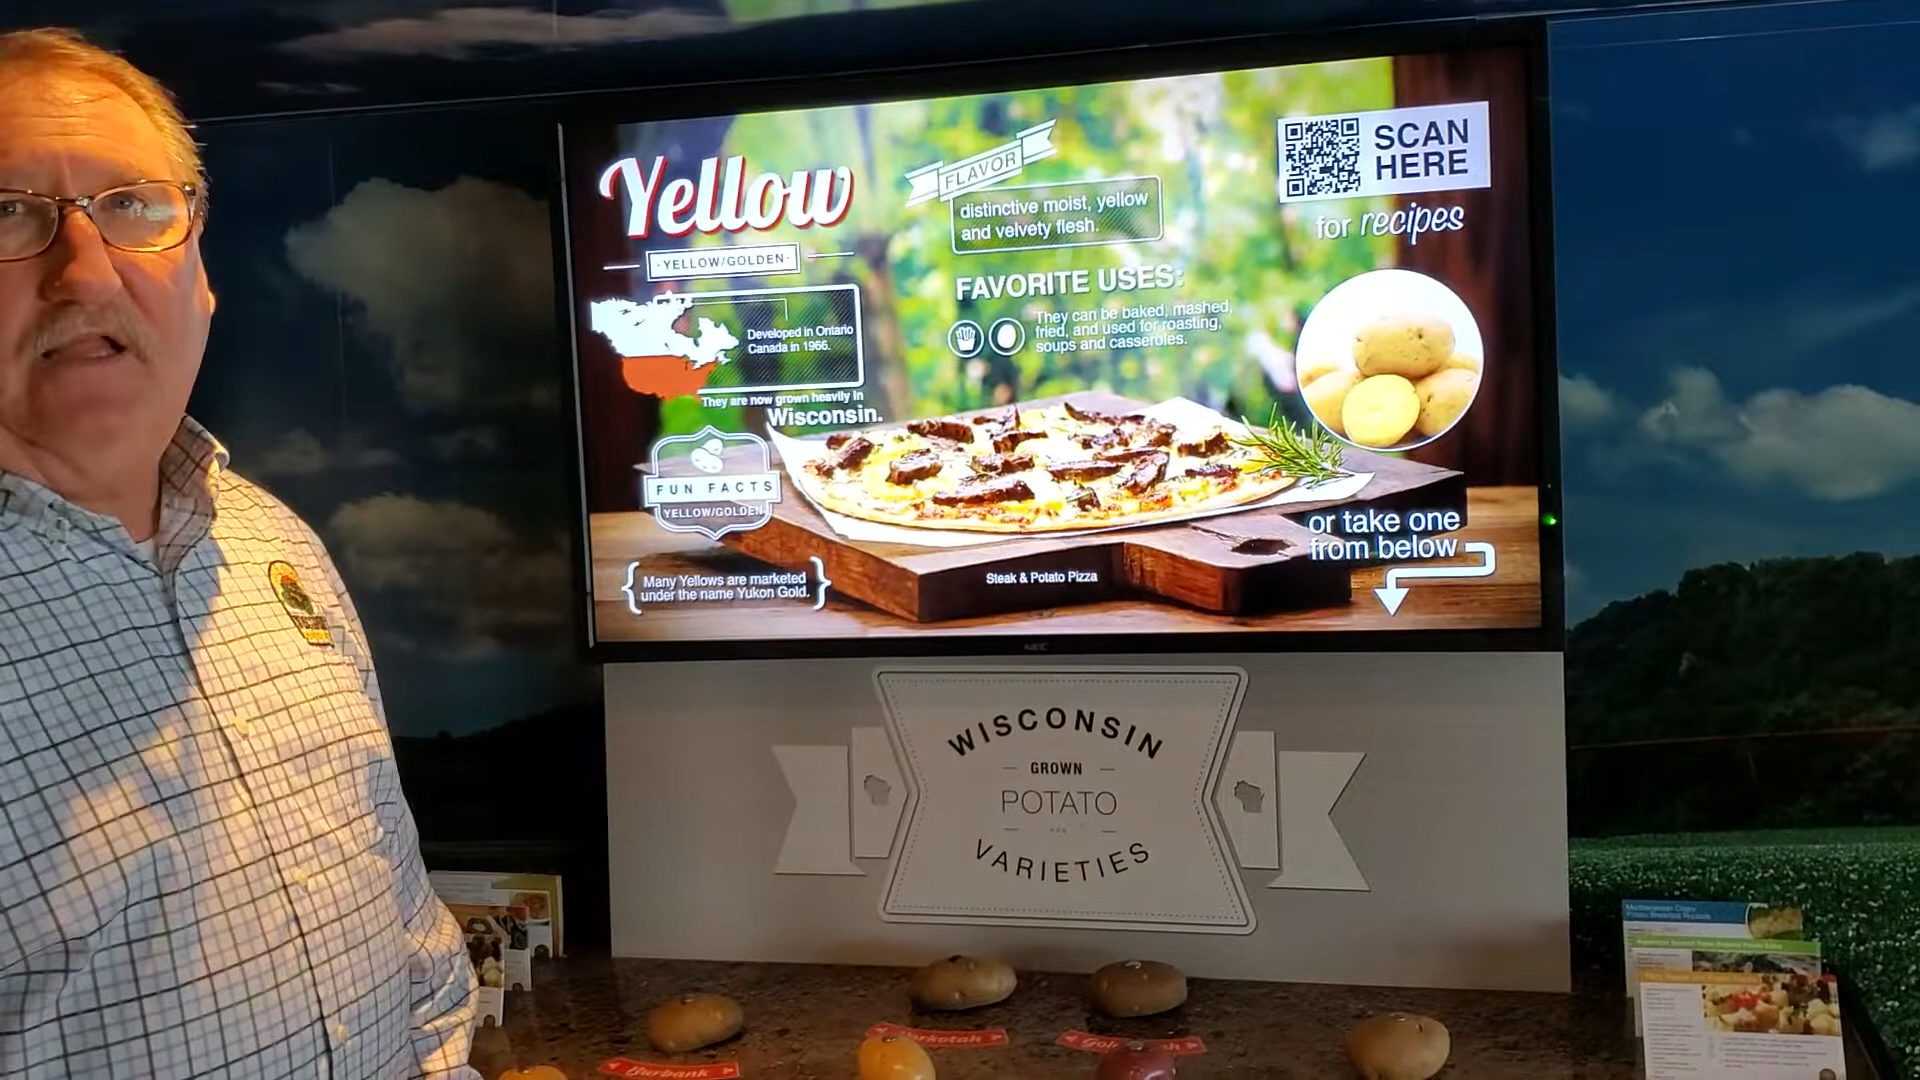 Yellow
·YELLOW/GOLDEN·
Developed in Ontario
Canada in 1966.
They are now grown heavily in
Wisconsin.
FUN FACTS
YELLOW/GOLDEN
Many Yellows are marketed
under the name Yukon Gold.
FLAVOR
distinctive moist, yellow
and velvety flesh.
FAVORITE USES:
They can be baked, mashed,
fried, and used for roasting,
soups and casseroles.
Steak & Potato Pizza
SCAN
HERE
for recipes
or take one
from below
NEC
WISCONSIN
GROWN
POTATO
VARIETIES
Burbank